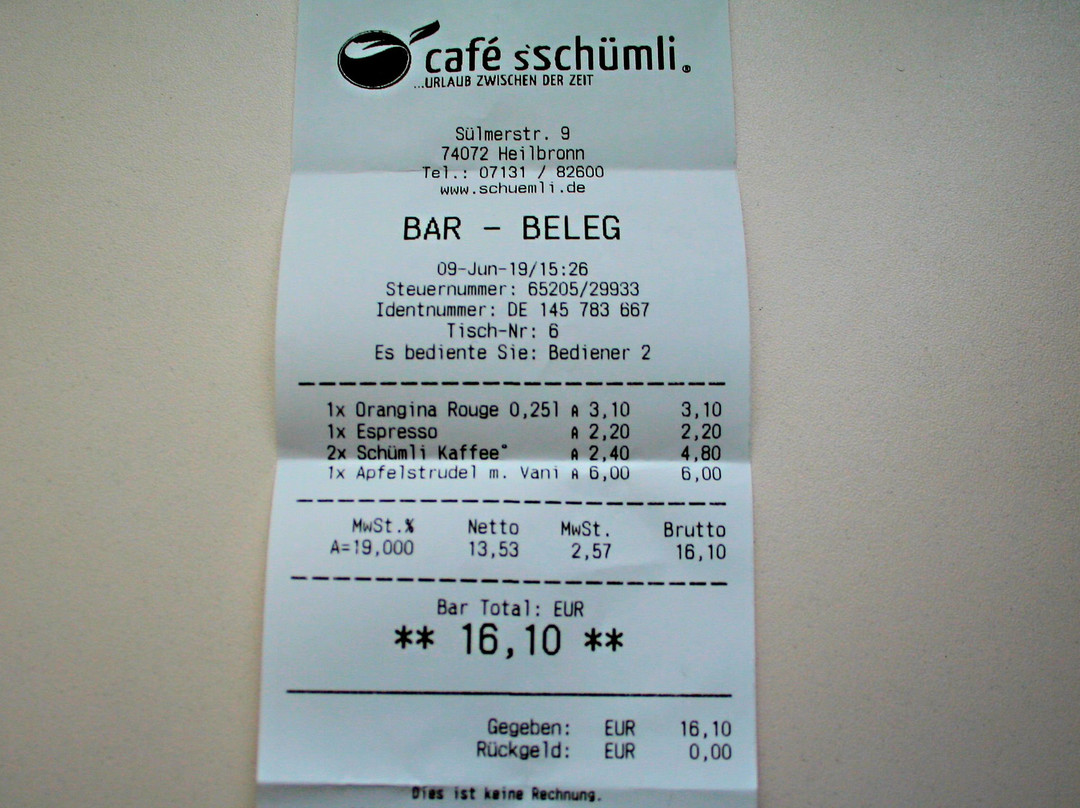 café s'schümli®
...URLAUB ZWISCHEN DER ZEIT
Sülmerstr. 9
74072 Heilbronn
Tel.: 07131 / 82600
www.schuemli.de
BAR - BELEG
09-Jun-19/15:26
Steuernummer: 65205/29933
Identnummer: DE 145 783 667
Tisch-Nr: 6
Es bediente Sie: Bediener 2
1x Orangina Rouge 0,25l A 3,10 3,10
1x Espresso A 2,20 2,20
2x Schümli Kaffee° A 2,40 4,80
1x Apfelstrudel m. Vani A 6,00 6,00
MwSt.% Netto MwSt. Brutto
A=19,000 13,53 2,57 16,10
Bar Total: EUR
** 16,10 **
Gegeben: EUR 16,10
Rückgeld: EUR 0,00
Dies ist keine Rechnung.